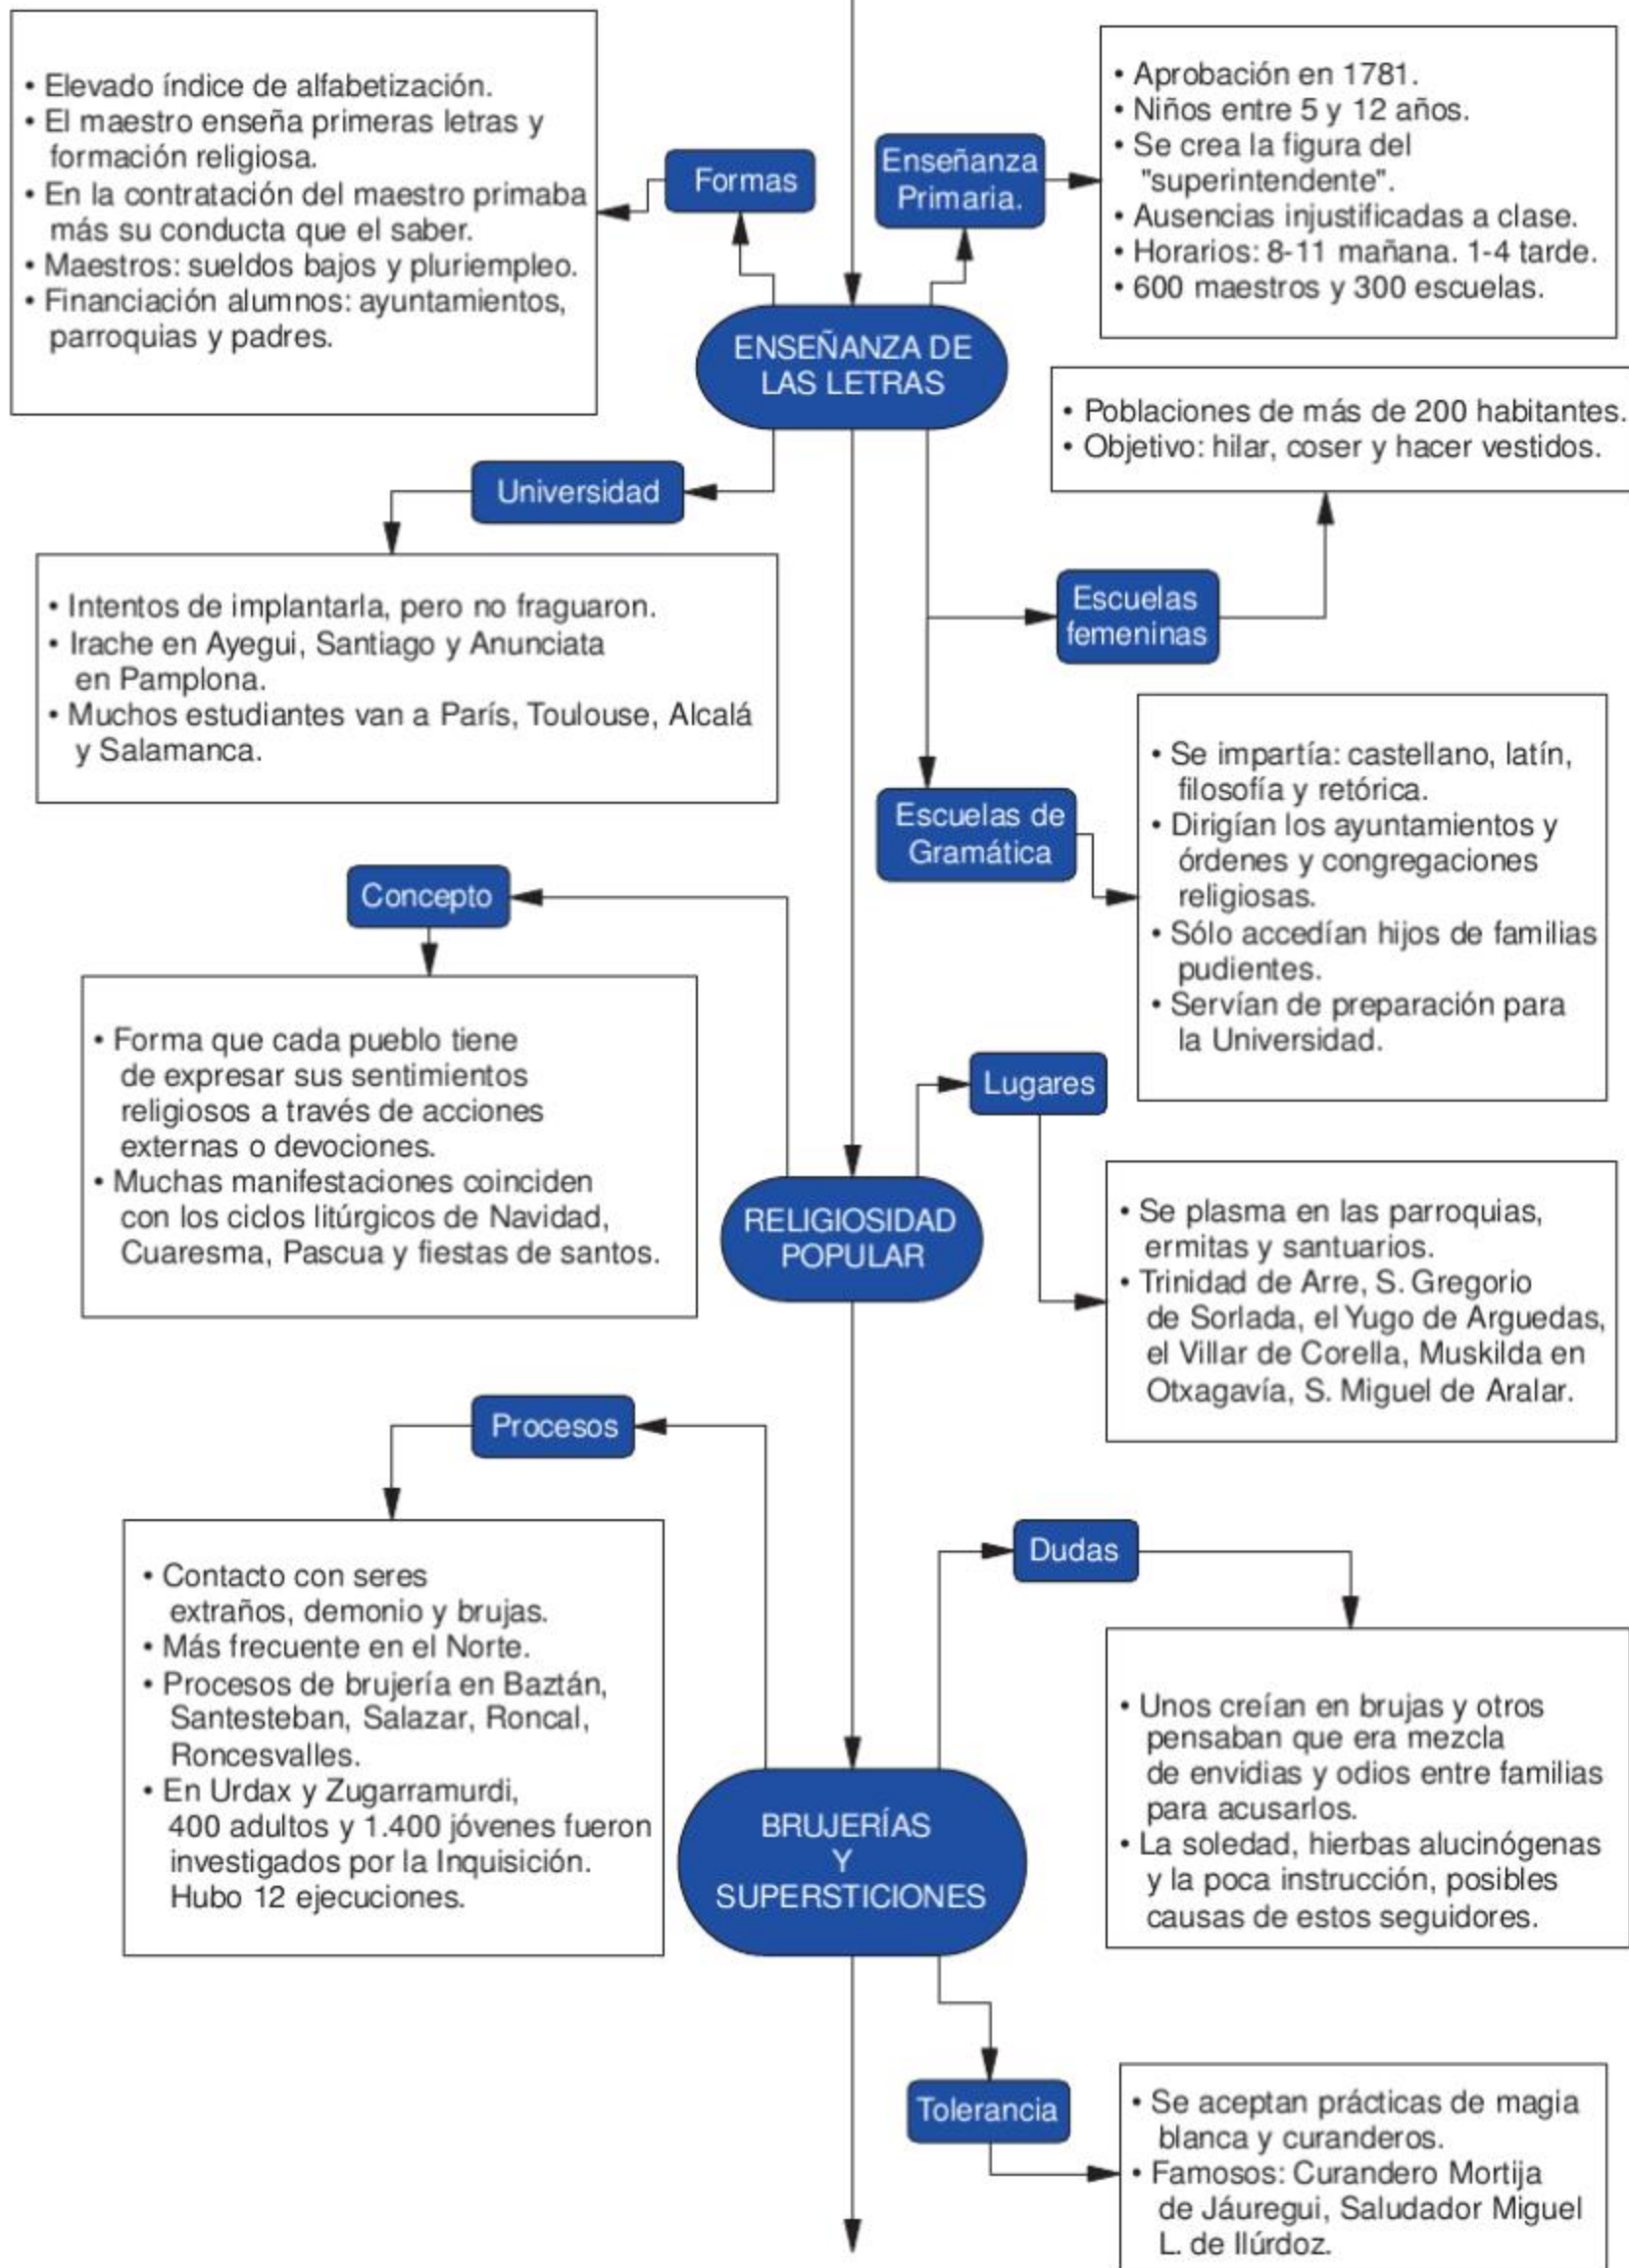 • Elevado índice de alfabetización.
• El maestro enseña primeras letras y
formación religiosa.
• En la contratación del maestro primaba
más su conducta que el saber.
• Maestros: sueldos bajos y pluriempleo.
• Financiación alumnos: ayuntamientos,
parroquias y padres.
Formas
Enseñanza
Primaria.
• Aprobación en 1781.
• Niños entre 5 y 12 años.
• Se crea la figura del
"superintendente".
• Ausencias injustificadas a clase.
• Horarios: 8-11 mañana. 1-4 tarde.
• 600 maestros y 300 escuelas.
ENSEÑANZA DE
LAS LETRAS
• Poblaciones de más de 200 habitantes.
• Objetivo: hilar, coser y hacer vestidos.
Universidad
• Intentos de implantarla, pero no fraguaron.
• Irache en Ayegui, Santiago y Anunciata
en Pamplona.
• Muchos estudiantes van a París, Toulouse, Alcalá
y Salamanca.
Escuelas
femeninas
Escuelas de
Gramática
• Se impartía: castellano, latín,
filosofía y retórica.
• Dirigían los ayuntamientos y
órdenes y congregaciones
religiosas.
• Sólo accedían hijos de familias
pudientes.
• Servían de preparación para
la Universidad.
Concepto
• Forma que cada pueblo tiene
de expresar sus sentimientos
religiosos a través de acciones
externas o devociones.
• Muchas manifestaciones coinciden
con los ciclos litúrgicos de Navidad,
Cuaresma, Pascua y fiestas de santos.
Lugares
RELIGIOSIDAD
POPULAR
• Se plasma en las parroquias,
ermitas y santuarios.
• Trinidad de Arre, S. Gregorio
de Sorlada, el Yugo de Arguedas,
el Villar de Corella, Muskilda en
Otxagavía, S. Miguel de Aralar.
Procesos
• Contacto con seres
extraños, demonio y brujas.
• Más frecuente en el Norte.
• Procesos de brujería en Baztán,
Santesteban, Salazar, Roncal,
Roncesvalles.
• En Urdax y Zugarramurdi,
400 adultos y 1.400 jóvenes fueron
investigados por la Inquisición.
Hubo 12 ejecuciones.
Dudas
• Unos creían en brujas y otros
pensaban que era mezcla
de envidias y odios entre familias
para acusarlos.
• La soledad, hierbas alucinógenas
y la poca instrucción, posibles
causas de estos seguidores.
BRUJERÍAS
Y
SUPERSTICIONES
Tolerancia
• Se aceptan prácticas de magia
blanca y curanderos.
• Famosos: Curandero Mortija
de Jáuregui, Saludador Miguel
L. de Ilúrdoz.